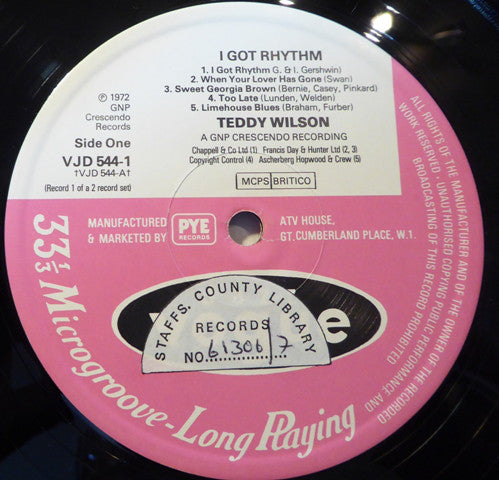 I GOT RHYTHM
1. I Got Rhythm G. & I. Gershwin)
2. When Your Lover Has Gone (Swan)
3. Sweet Georgia Brown (Bernie, Casey, Pinkard)
4. Too Late (Lunden, Welden)
5. Limehouse Blues (Braham, Furber)
TEDDY WILSON
A GNP CRESCENDO RECORDING
Chappell & Co Ltd (1) Francis Day & Hunter Ltd (2, 3)
Copyright Control (4) Ascherberg Hopwood & Crew (5)
MCPS BRITICO
℗ 1972
GNP
Crescendo
Records
Side One
VJD 544-1
†VJD 544-A†
(Record 1 of a 2 record set)
MANUFACTURED
& MARKETED BY
PYE
RECORDS
ATV HOUSE,
GT. CUMBERLAND PLACE, W.1.
STAFFS. COUNTY LIBRARY
RECORDS
NO. 61306/7
33⅓ Microgroove-Long Playing
ALL RIGHTS OF THE MANUFACTURER AND OF THE OWNER OF THE RECORDED
WORK RESERVED - UNAUTHORISED COPYING PUBLIC PERFORMANCE AND
BROADCASTING OF THIS RECORD PROHIBITED